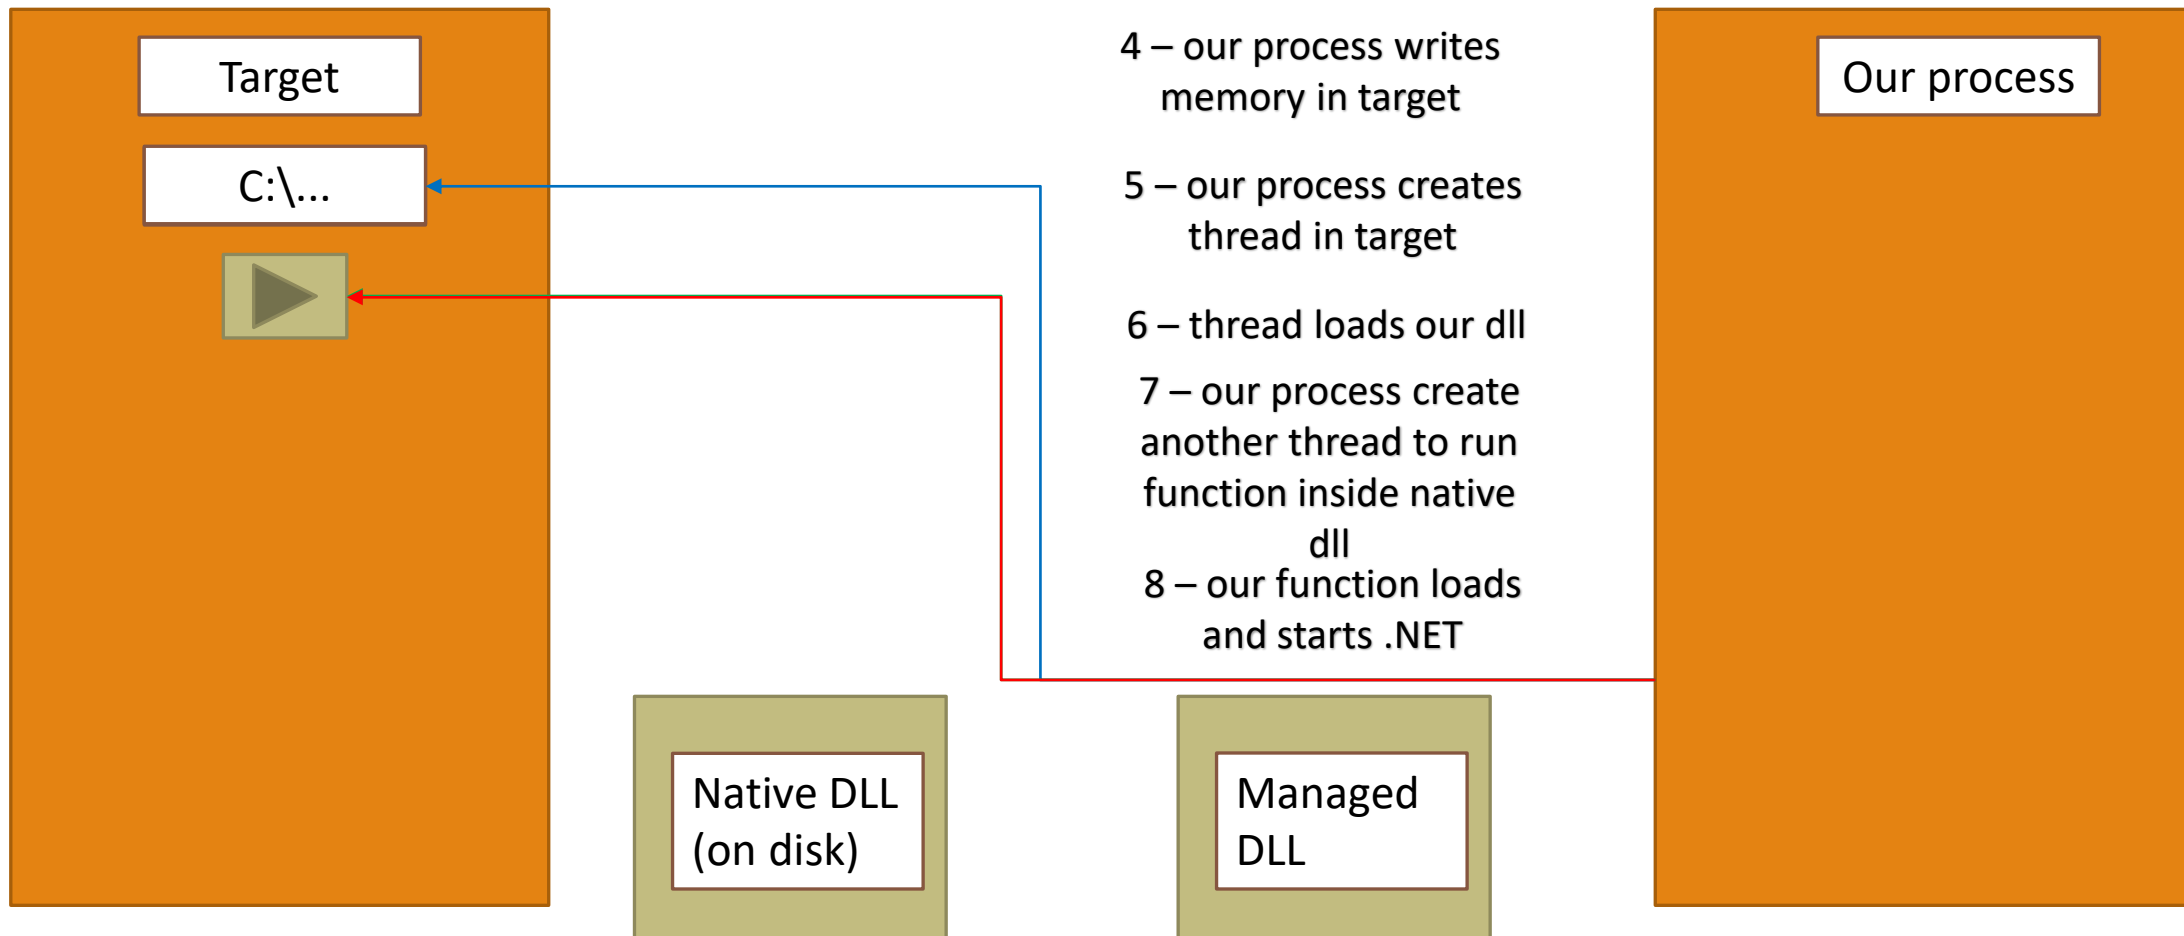 Target
C:\...
4 – our process writes
memory in target
5 – our process creates
thread in target
6 – thread loads our dll
7 – our process create
another thread to run
function inside native
dll
8 – our function loads
and starts .NET
Our process
Native DLL
(on disk)
Managed
DLL